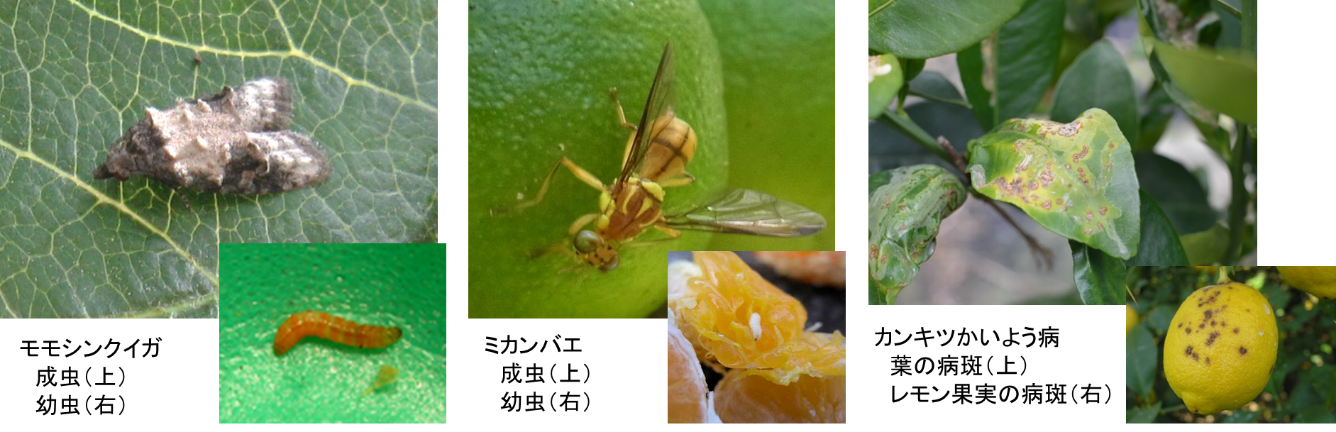 モモシンクイガ
成虫（上）
幼虫（右）
ミカンバエ
成虫（上）
幼虫（右）
カンキツかいよう病
葉の病斑（上）
レモン果実の病斑（右）